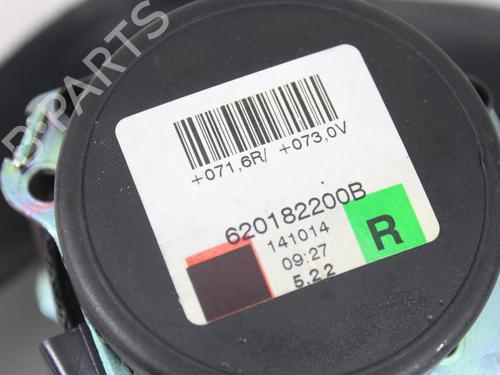 B-PARTS
+071,6R/ +073,0V
620182200B
141014
09:27
5.2.2
R